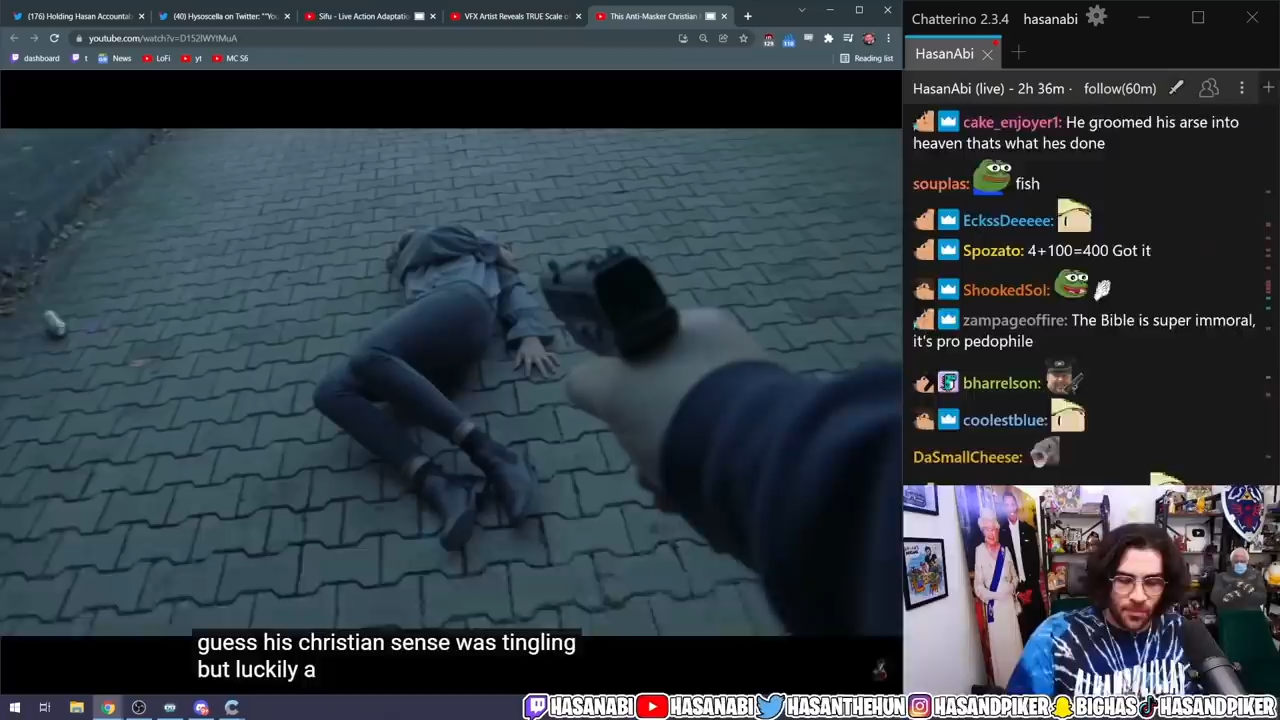 (176) Holding Hasan Accountab
(40) Hysoscella on Twitter: "“You
Sifu - Live Action Adaptatio
VFX Artist Reveals TRUE Scale o
This Anti-Masker Christian
youtube.com/watch?v=D152lWYtMuA
dashboard
t
News
LoFi
yt
MC S6
Reading list
guess his christian sense was tingling
but luckily a
Chatterino 2.3.4
hasanabi
HasanAbi
HasanAbi (live) - 2h 36m - follow(60m)
cake_enjoyer1: He groomed his arse into
heaven thats what hes done
souplas: fish
EckssDeeeee:
Spozato: 4+100=400 Got it
ShookedSol:
zampageoffire: The Bible is super immoral,
it's pro pedophile
bharrelson:
coolestblue:
DaSmallCheese:
HASANABI HASANABI HASANTHEHUN HASANDPIKER BIGHAS HASANDPIKER